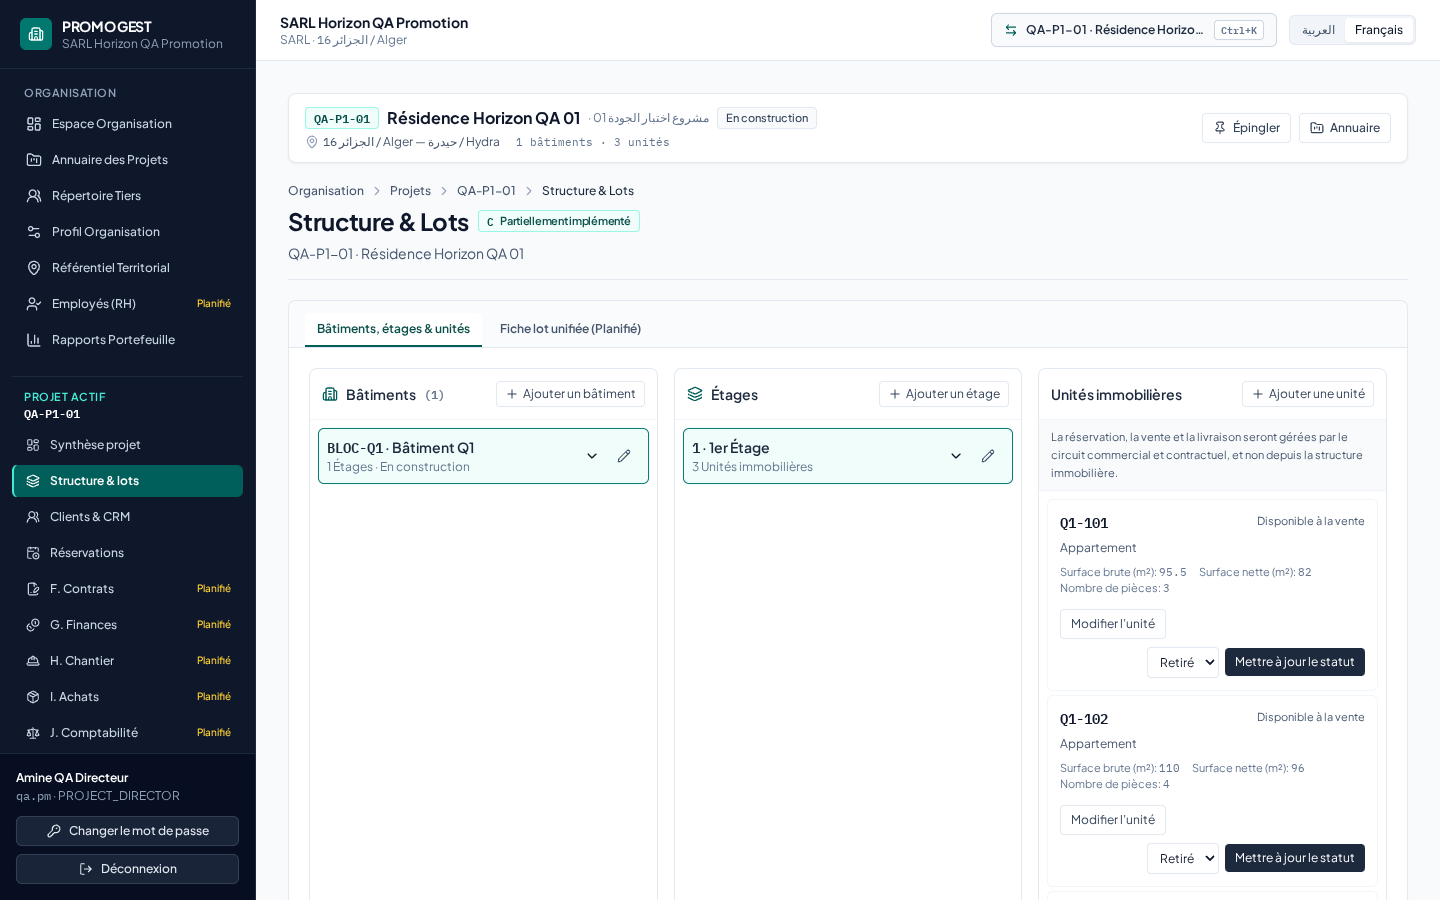 PROMOGEST
SARL Horizon QA Promotion
ORGANISATION
Espace Organisation
Annuaire des Projets
Répertoire Tiers
Profil Organisation
Référentiel Territorial
Employés (RH) Planifié
Rapports Portefeuille
PROJET ACTIF
QA-P1-01
Synthèse projet
Structure & lots
Clients & CRM
Réservations
F. Contrats Planifié
G. Finances Planifié
H. Chantier Planifié
I. Achats Planifié
J. Comptabilité Planifié
Amine QA Directeur
qa.pm · PROJECT_DIRECTOR
Changer le mot de passe
Déconnexion
SARL Horizon QA Promotion
SARL · 16 الجزائر / Alger
QA-P1-01 · Résidence Horizo... Ctrl+K
العربية Français
QA-P1-01 Résidence Horizon QA 01 · مشروع اختبار الجودة 01 En construction
16 الجزائر / Alger — حيدرة / Hydra 1 bâtiments · 3 unités
Épingler Annuaire
Organisation > Projets > QA-P1-01 > Structure & Lots
Structure & Lots C Partiellement implémenté
QA-P1-01 · Résidence Horizon QA 01
Bâtiments, étages & unités Fiche lot unifiée (Planifié)
Bâtiments (1) + Ajouter un bâtiment
BLOC-Q1 · Bâtiment Q1
1 Étages · En construction
Étages + Ajouter un étage
1 · 1er Étage
3 Unités immobilières
Unités immobilières + Ajouter une unité
La réservation, la vente et la livraison seront gérées par le
circuit commercial et contractuel, et non depuis la structure
immobilière.
Q1-101 Disponible à la vente
Appartement
Surface brute (m²): 95.5 Surface nette (m²): 82
Nombre de pièces: 3
Modifier l'unité
Retiré Mettre à jour le statut
Q1-102 Disponible à la vente
Appartement
Surface brute (m²): 110 Surface nette (m²): 96
Nombre de pièces: 4
Modifier l'unité
Retiré Mettre à jour le statut